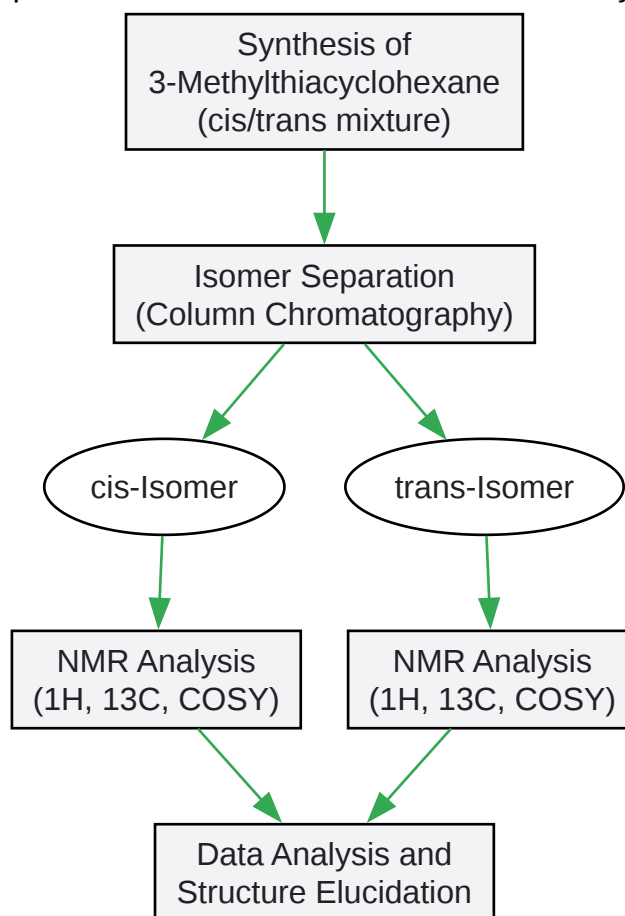 Synthesis of
3-Methylthiacyclohexane
(cis/trans mixture)
Isomer Separation
(Column Chromatography)
cis-Isomer
trans-Isomer
NMR Analysis
(1H, 13C, COSY)
NMR Analysis
(1H, 13C, COSY)
Data Analysis and
Structure Elucidation